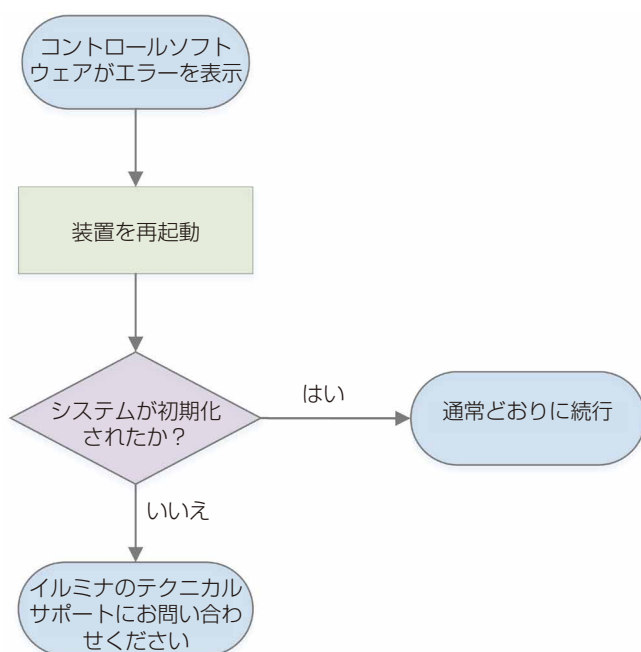 コントロールソフト
ウェアがエラーを表示
装置を再起動
システムが初期化
されたか？
はい
通常どおりに続行
いいえ
イルミナのテクニカル
サポートにお問い合わ
せください